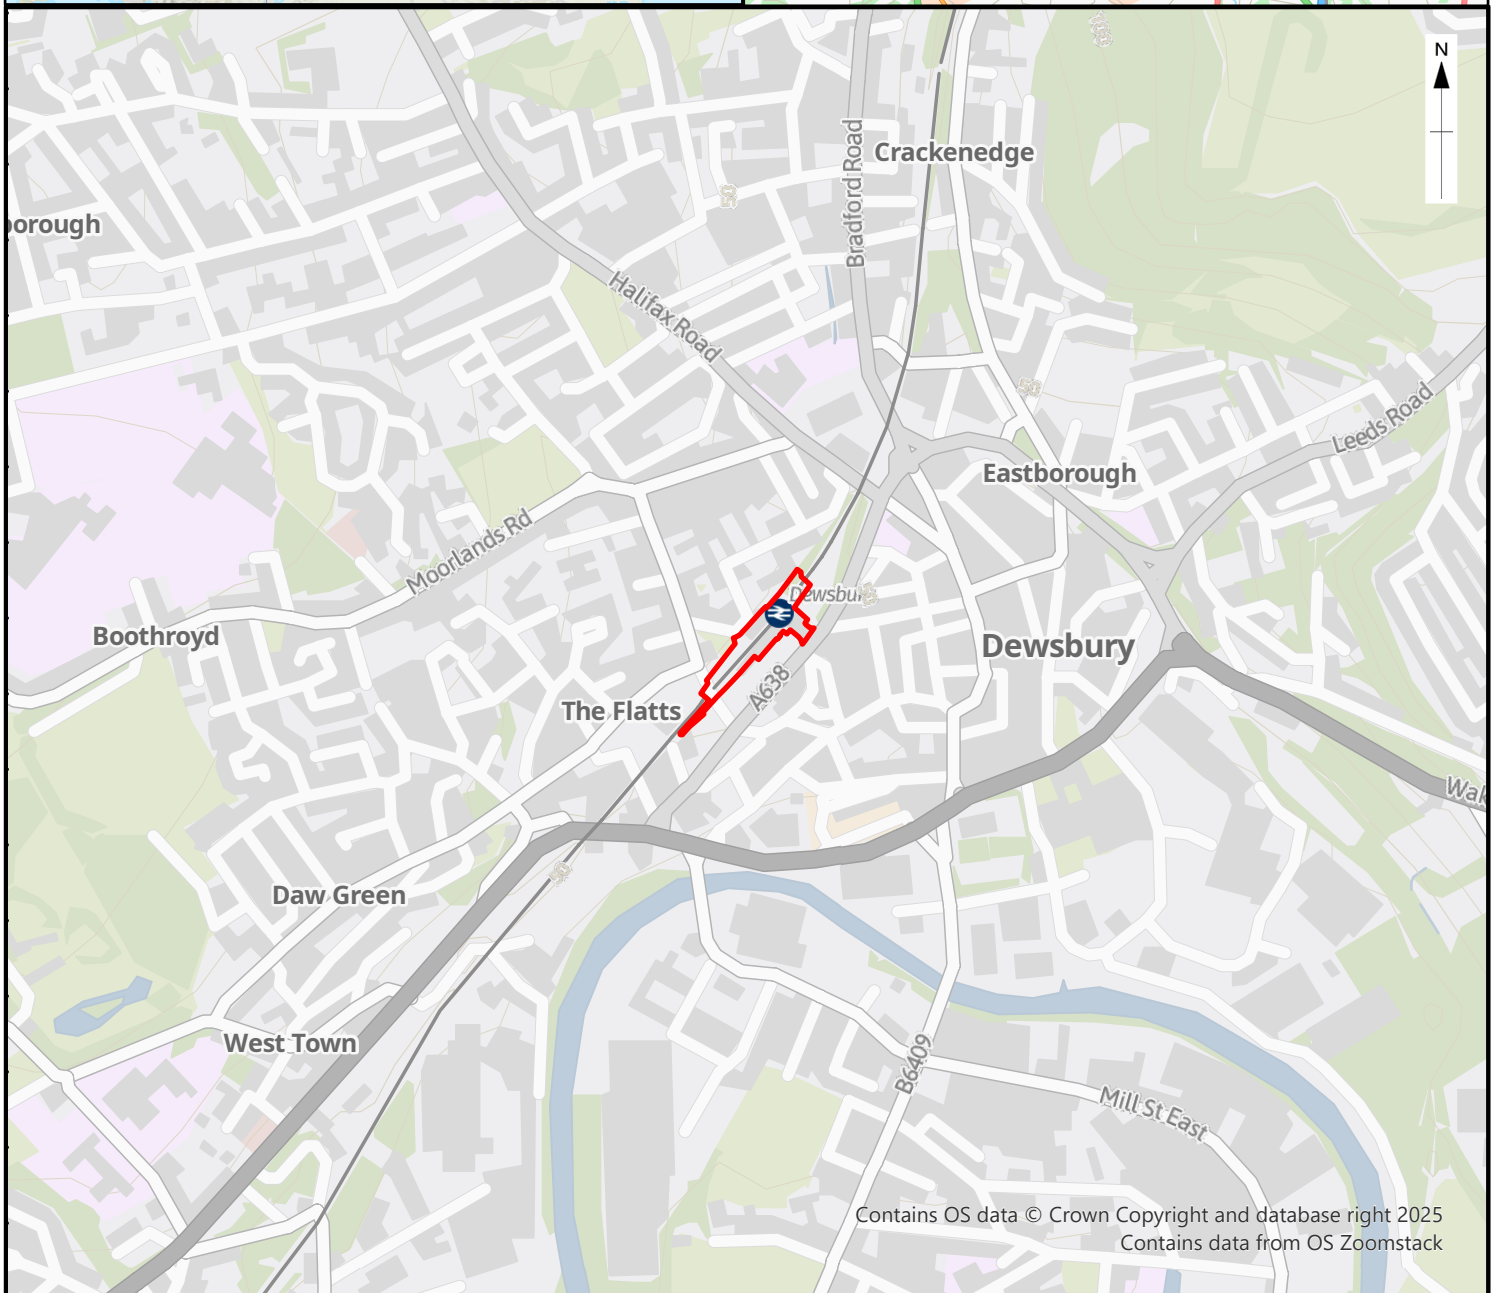 N
Bradford Road
Crackenedge
borough
Halifax Road
Leeds Road
Eastborough
Moorlands Rd
Boothroyd
Dewsbury
The Flatts
A638
Daw Green
West Town
B6409
Mill St East
Contains OS data © Crown Copyright and database right 2025
Contains data from OS Zoomstack